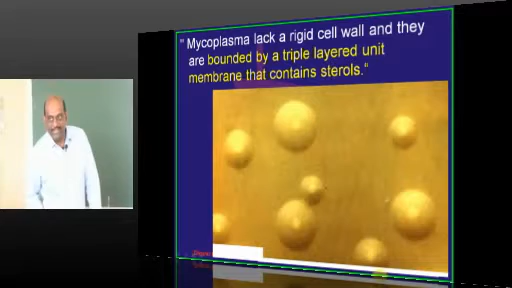 " Mycoplasma lack a rigid cell wall and they
are bounded by a triple layered unit
membrane that contains sterols."